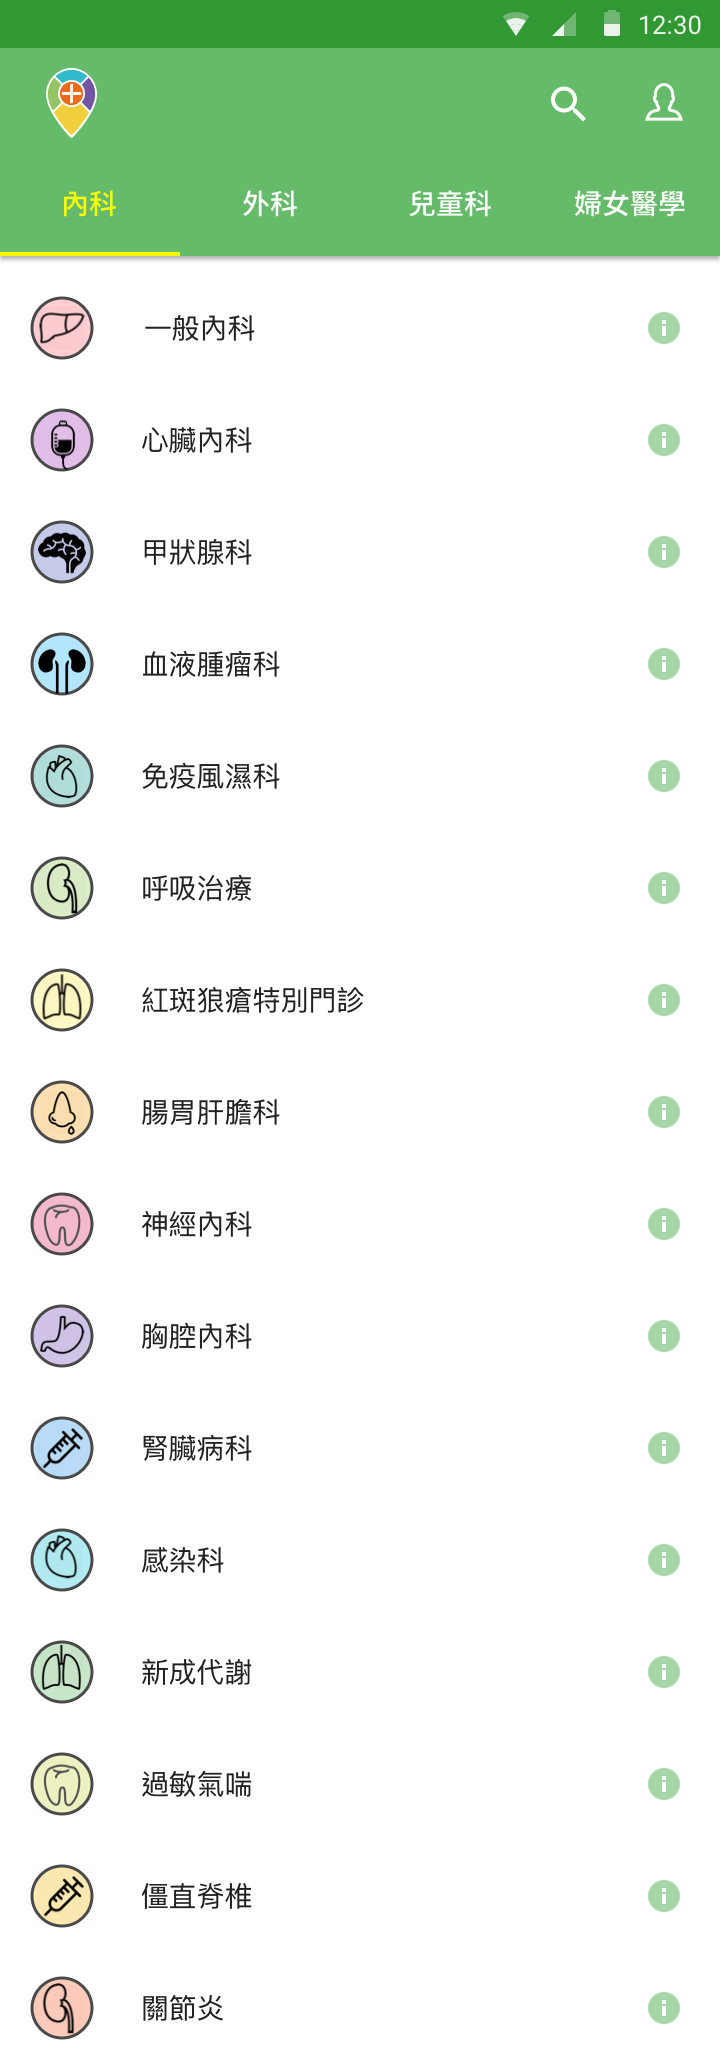 12:30
內科
外科
兒童科
婦女醫學
一般內科
心臟內科
甲狀腺科
血液腫瘤科
免疫風濕科
呼吸治療
紅斑狼瘡特別門診
腸胃肝膽科
神經內科
胸腔內科
腎臟病科
感染科
新成代謝
過敏氣喘
僵直脊椎
關節炎